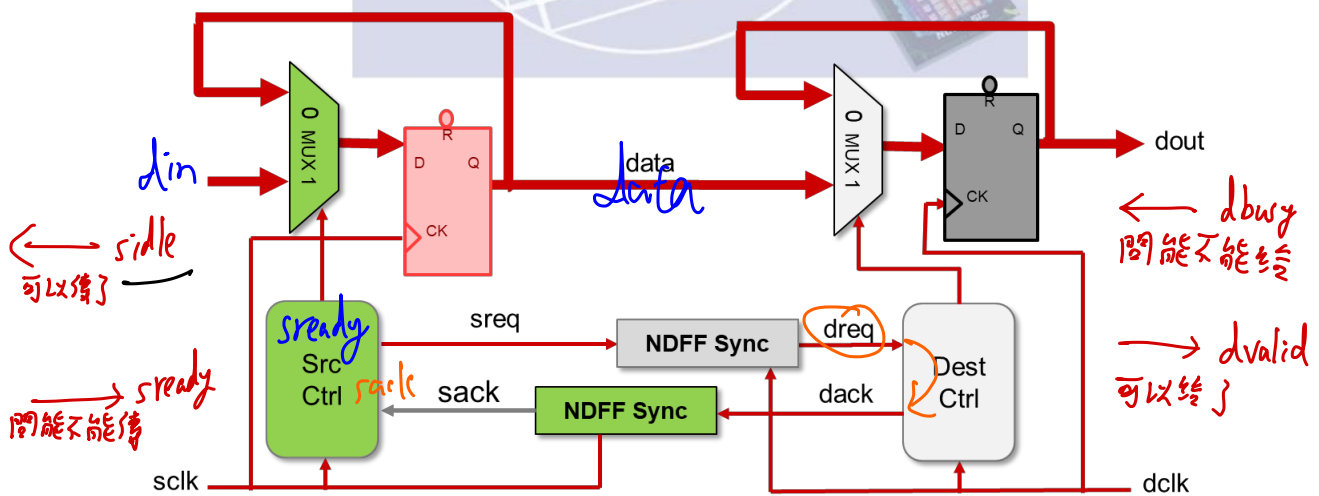 0 MUX 1
R
D
Q
CK
din
data
data
0 MUX 1
R
D
Q
CK
dout
sidle
可以傳了
dbusy
問能不能給
sready
Src
Ctrl
sack
sreq
NDFF Sync
dreq
Dest
Ctrl
sack
NDFF Sync
dack
sready
問能不能傳
dvalid
可以給了
sclk
dclk